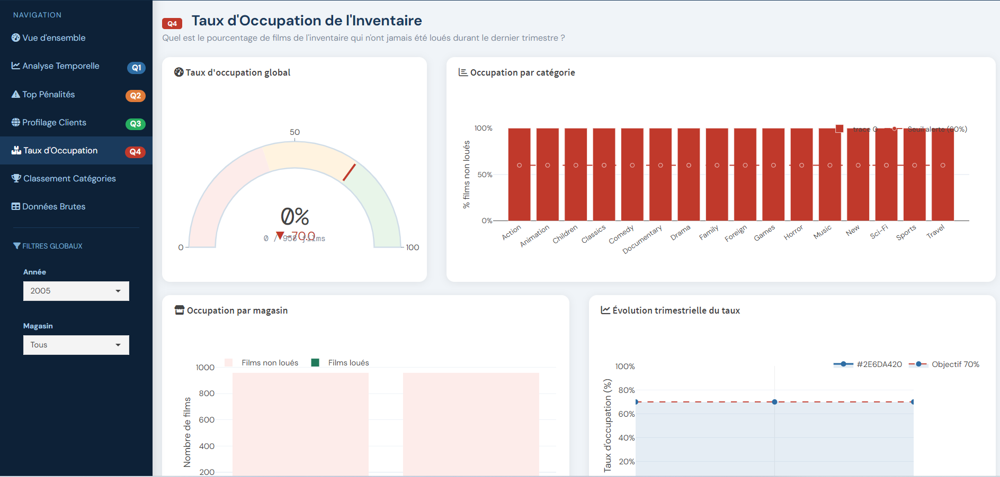 NAVIGATION
Vue d'ensemble
Analyse Temporelle Q1
Top Pénalités Q2
Profilage Clients Q3
Taux d'Occupation Q4
Classement Catégories
Données Brutes
FILTRES GLOBAUX
Année
2005
Magasin
Tous
Q4 Taux d'Occupation de l'Inventaire
Quel est le pourcentage de films de l'inventaire qui n'ont jamais été loués durant le dernier trimestre ?
Taux d'occupation global
50
0
100
0%
▼ -70.0
0 / 958 films
Occupation par catégorie
% films non loués
100%
50%
0%
trace 0
Seuil alerte (60%)
Action
Animation
Children
Classics
Comedy
Documentary
Drama
Family
Foreign
Games
Horror
Music
New
Sci-Fi
Sports
Travel
Occupation par magasin
Films non loués
Films loués
Nombre de films
1000
800
600
400
200
Évolution trimestrielle du taux
#2E6DA420
Objectif 70%
Taux d'occupation (%)
100%
80%
60%
40%
20%